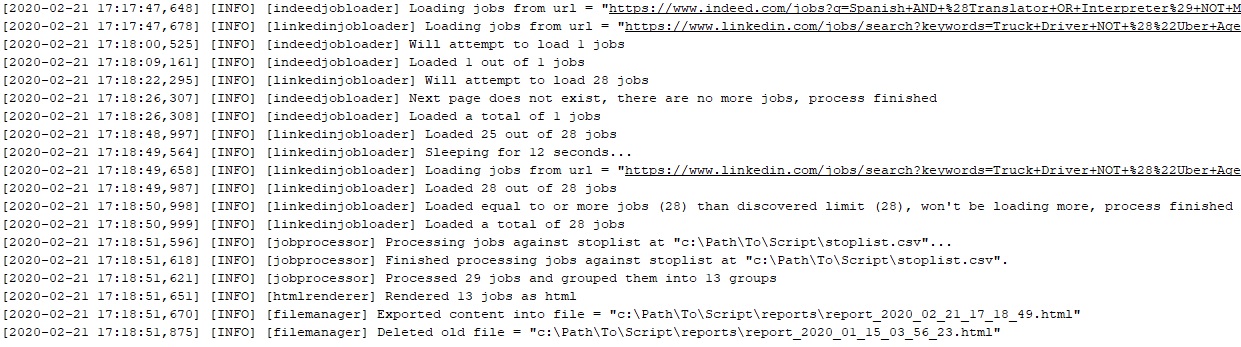 [2020-02-21 17:17:47,648] [INFO] [indeedjobloader] Loading jobs from url = "https://www.indeed.com/jobs?q=Spanish+AND+%28Translator+OR+Interpreter%29+NOT+M
[2020-02-21 17:17:47,678] [INFO] [linkedinjobloader] Loading jobs from url = "https://www.linkedin.com/jobs/search?keywords=Truck+Driver+NOT+%28%22Uber+Age
[2020-02-21 17:18:00,525] [INFO] [indeedjobloader] Will attempt to load 1 jobs
[2020-02-21 17:18:09,161] [INFO] [indeedjobloader] Loaded 1 out of 1 jobs
[2020-02-21 17:18:22,295] [INFO] [linkedinjobloader] Will attempt to load 28 jobs
[2020-02-21 17:18:26,307] [INFO] [indeedjobloader] Next page does not exist, there are no more jobs, process finished
[2020-02-21 17:18:26,308] [INFO] [indeedjobloader] Loaded a total of 1 jobs
[2020-02-21 17:18:48,997] [INFO] [linkedinjobloader] Loaded 25 out of 28 jobs
[2020-02-21 17:18:49,564] [INFO] [linkedinjobloader] Sleeping for 12 seconds...
[2020-02-21 17:18:49,658] [INFO] [linkedinjobloader] Loading jobs from url = "https://www.linkedin.com/jobs/search?keywords=Truck+Driver+NOT+%28%22Uber+Age
[2020-02-21 17:18:49,987] [INFO] [linkedinjobloader] Loaded 28 out of 28 jobs
[2020-02-21 17:18:50,998] [INFO] [linkedinjobloader] Loaded equal to or more jobs (28) than discovered limit (28), won't be loading more, process finished
[2020-02-21 17:18:50,999] [INFO] [linkedinjobloader] Loaded a total of 28 jobs
[2020-02-21 17:18:51,596] [INFO] [jobprocessor] Processing jobs against stoplist at "c:\Path\To\Script\stoplist.csv"...
[2020-02-21 17:18:51,618] [INFO] [jobprocessor] Finished processing jobs against stoplist at "c:\Path\To\Script\stoplist.csv".
[2020-02-21 17:18:51,621] [INFO] [jobprocessor] Processed 29 jobs and grouped them into 13 groups
[2020-02-21 17:18:51,651] [INFO] [htmlrenderer] Rendered 13 jobs as html
[2020-02-21 17:18:51,670] [INFO] [filemanager] Exported content into file = "c:\Path\To\Script\reports\report_2020_02_21_17_18_49.html"
[2020-02-21 17:18:51,875] [INFO] [filemanager] Deleted old file = "c:\Path\To\Script\reports\report_2020_01_15_03_56_23.html"